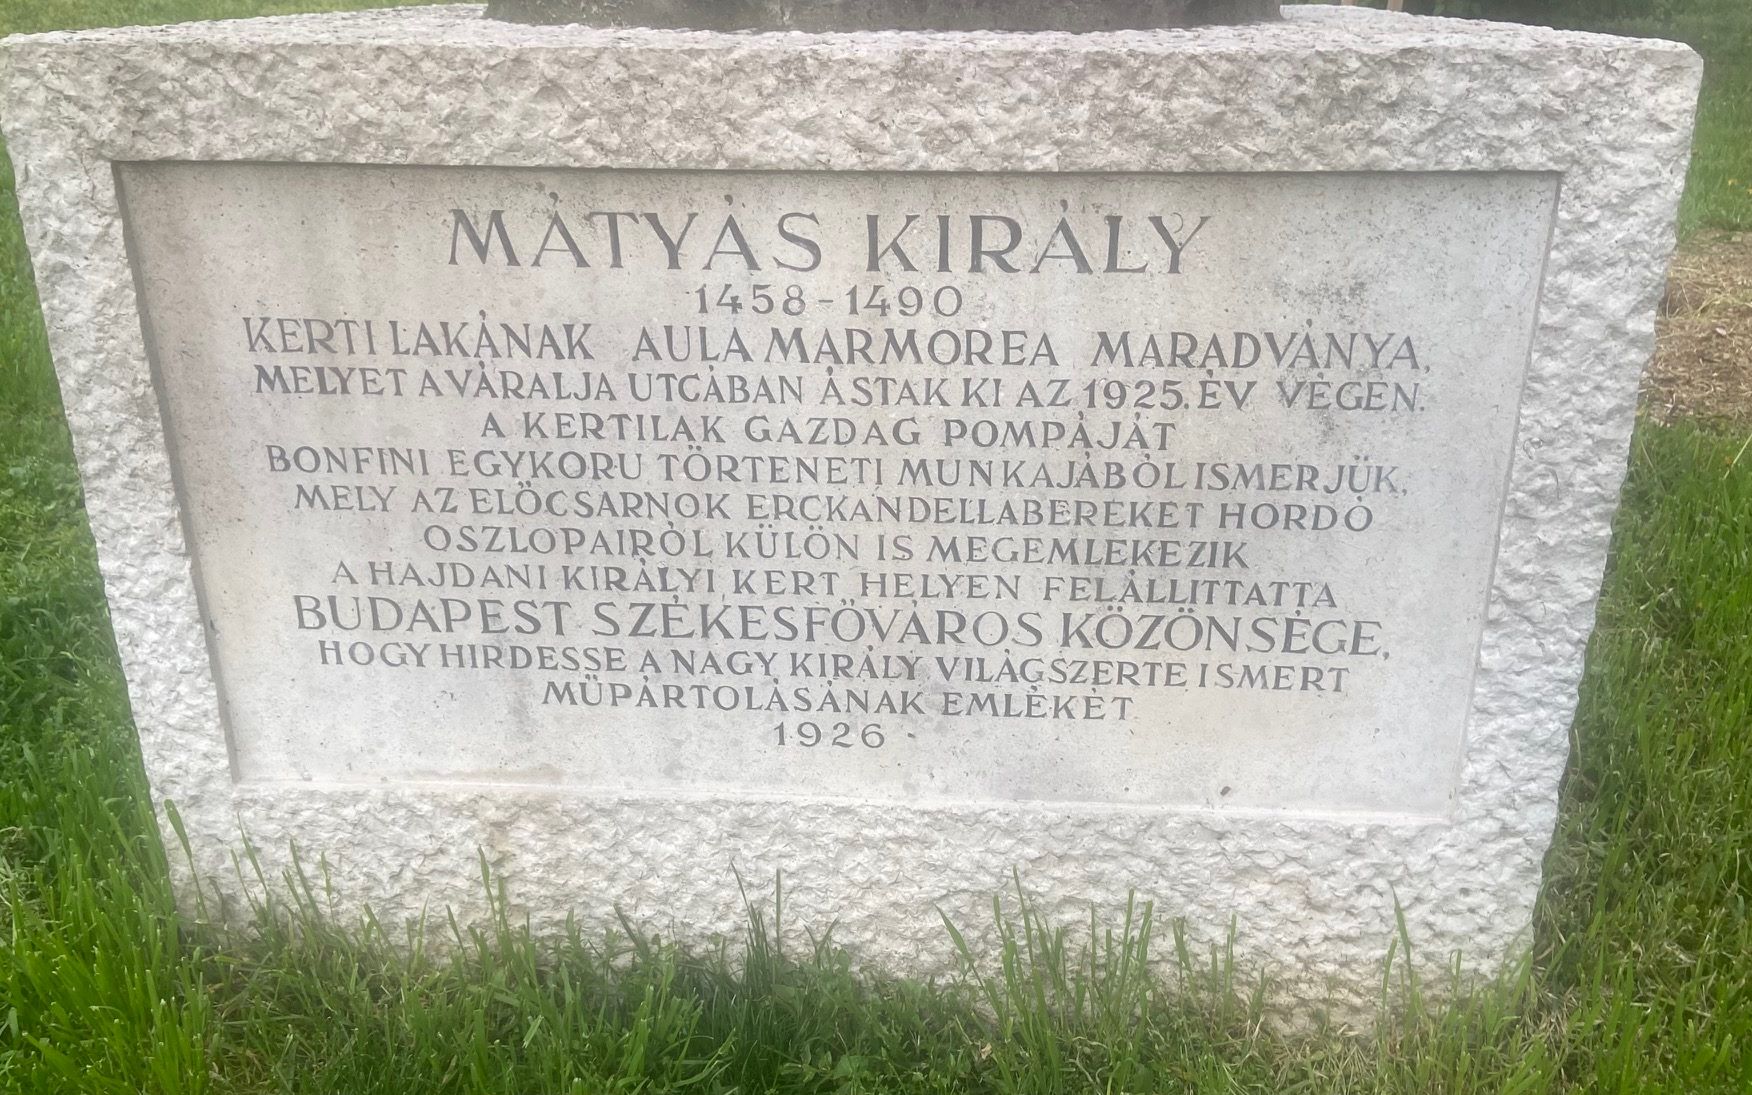 MÁTYÁS KIRÁLY
1458-1490
KERTI LAKÁNAK AULA MARMOREA MARADVÁNYA,
MELYET A VÁRALJA UTCÁBAN ÁSTAK KI AZ 1925. ÉV VÉGÉN.
A KERTILAK GAZDAG POMPÁJÁT
BONFINI EGYKORU TÖRTÉNETI MUNKÁJÁBÓL ISMERJÜK,
MELY AZ ELŐCSARNOK ÉRCKANDELLÁBEREKET HORDÓ
OSZLOPAIRÓL KÜLÖN IS MEGEMLÉKEZIK
A HAJDANI KIRÁLYI KERT HELYÉN FELÁLLITTATTA
BUDAPEST SZÉKESFŐVÁROS KÖZÖNSÉGE,
HOGY HIRDESSE A NAGY KIRÁLY VILÁGSZERTE ISMERT
MŰPÁRTOLÁSÁNAK EMLÉKÉT
1926